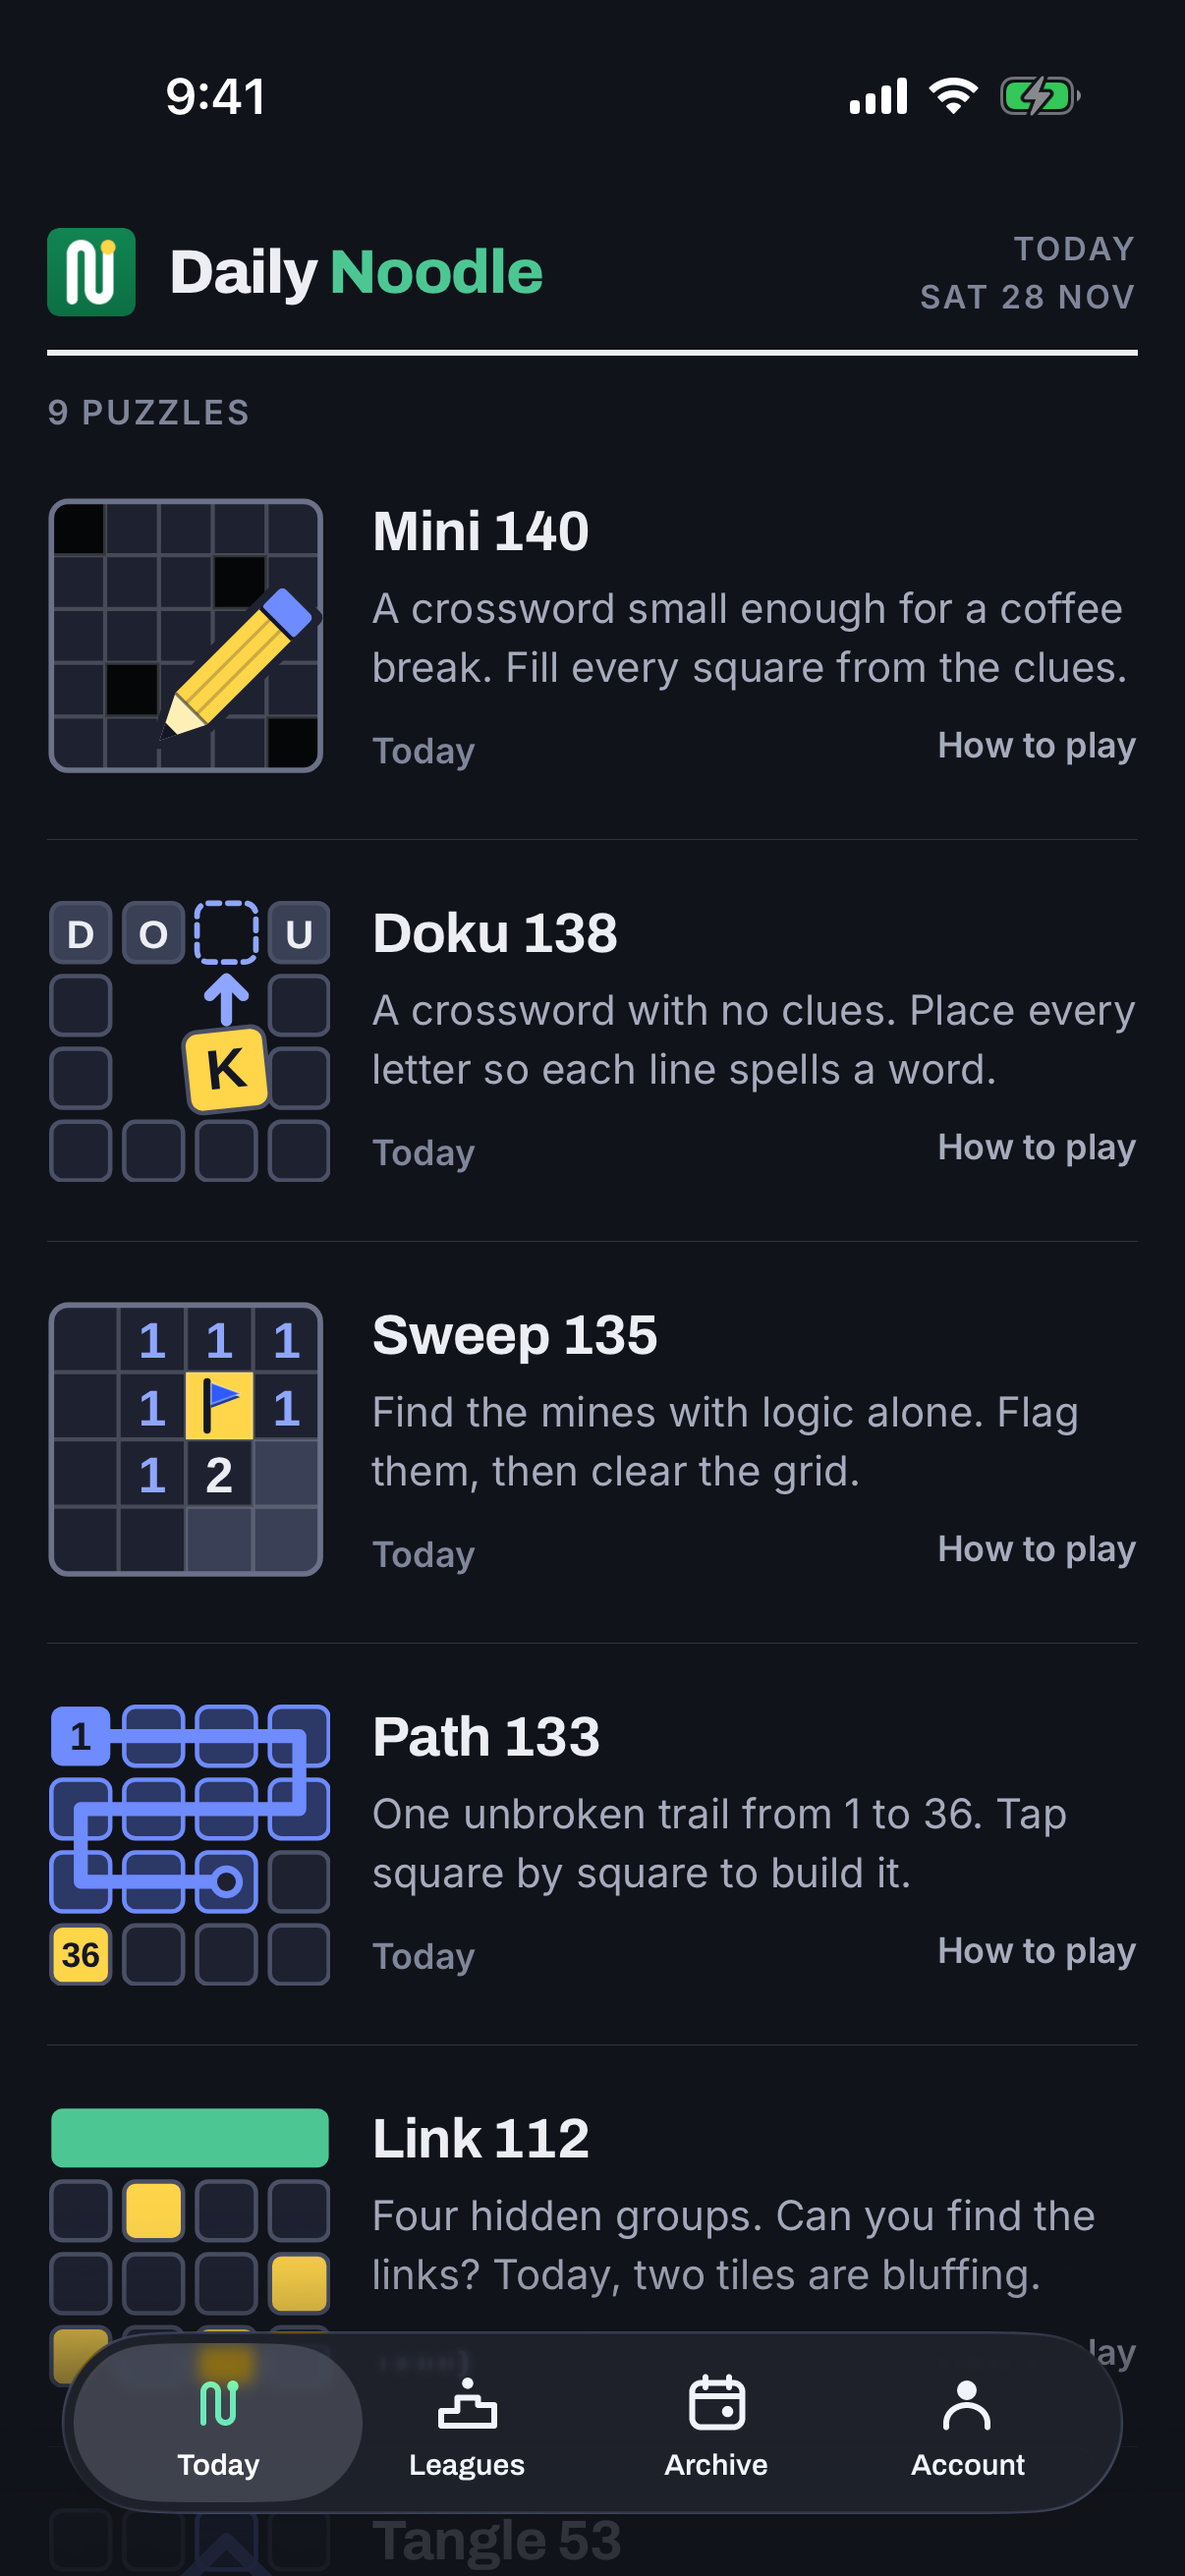 9:41
Daily Noodle
TODAY
SAT 28 NOV
9 PUZZLES
Mini 140
A crossword small enough for a coffee
break. Fill every square from the clues.
Today
How to play
D O U
K
Doku 138
A crossword with no clues. Place every
letter so each line spells a word.
Today
How to play
1 1 1
1 1
1 2
Sweep 135
Find the mines with logic alone. Flag
them, then clear the grid.
Today
How to play
1
36
Path 133
One unbroken trail from 1 to 36. Tap
square by square to build it.
Today
How to play
Link 112
Four hidden groups. Can you find the
links? Today, two tiles are bluffing.
Today
Leagues
Archive
Account
Tangle 53